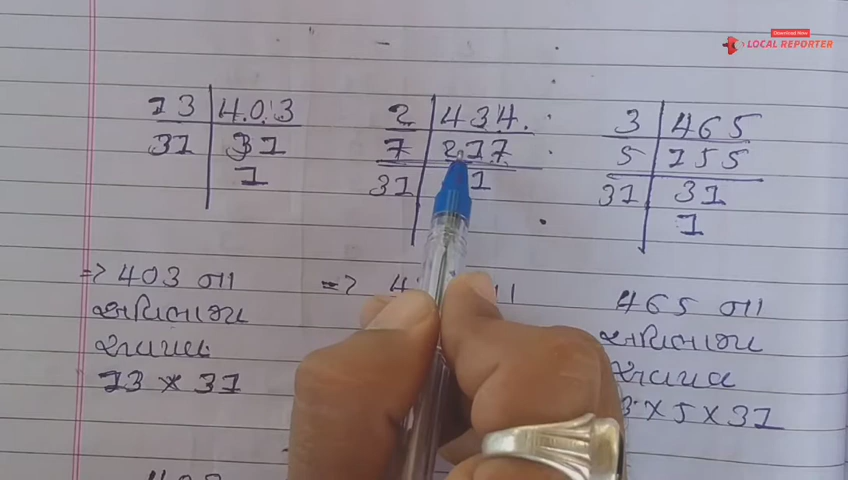 Download Now
LOCAL REPORTER
13 | 403
31 | 31
1
2 | 434
7 | 217
31 | 1
3 | 465
5 | 155
31 | 31
1
=> 403 ના
અવિભાજ્ય
અવયવ
13 × 31
=>
465 ના
અવિભાજ્ય
અવયવ
3 × 5 × 31